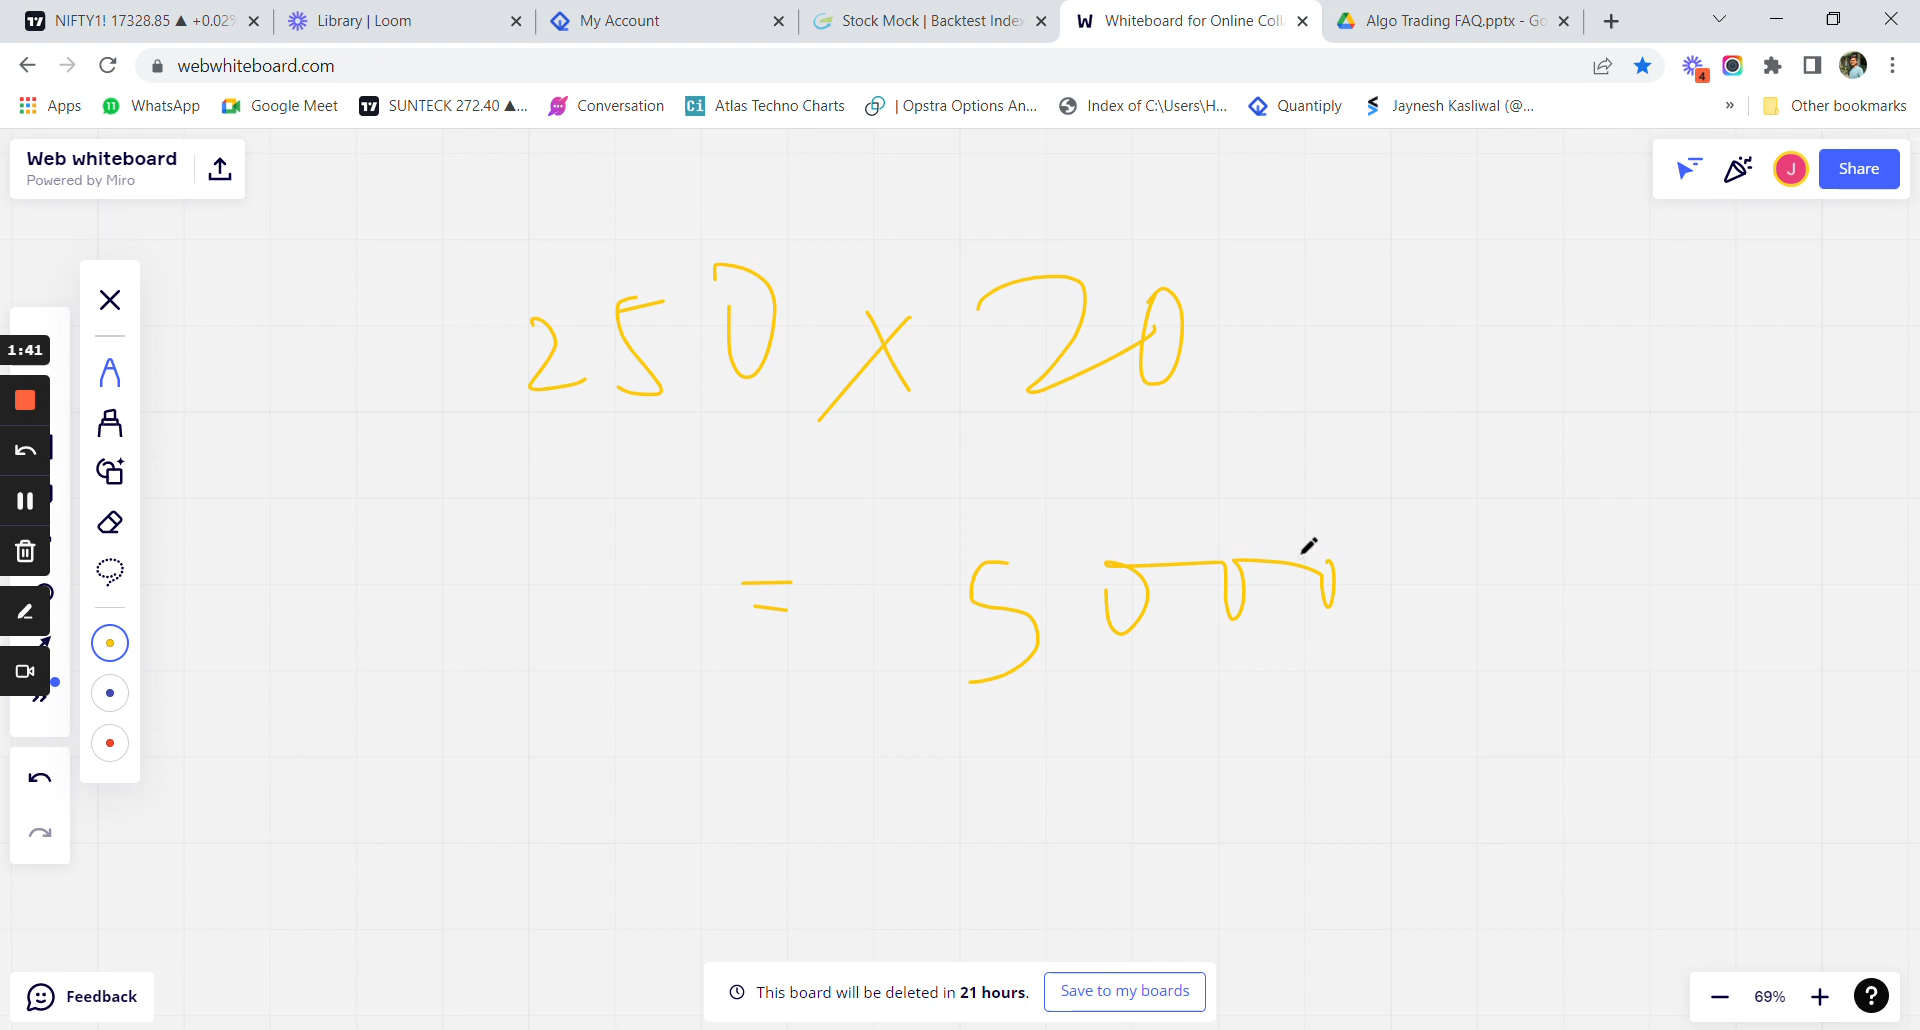 NIFTY1! 17328.85 ▲ +0.02%
Library | Loom
My Account
Stock Mock | Backtest Index
Whiteboard for Online Coll
Algo Trading FAQ.pptx - Go
webwhiteboard.com
4
Apps
11
WhatsApp
Google Meet
SUNTECK 272.40 ▲...
Conversation
Ci
Atlas Techno Charts
| Opstra Options An...
Index of C:\Users\H...
Quantiply
Jaynesh Kasliwal (@...
»
Other bookmarks
Web whiteboard
Powered by Miro
J
Share
1:41
250 x 20
= 5000
Feedback
This board will be deleted in 21 hours.
Save to my boards
69%
?